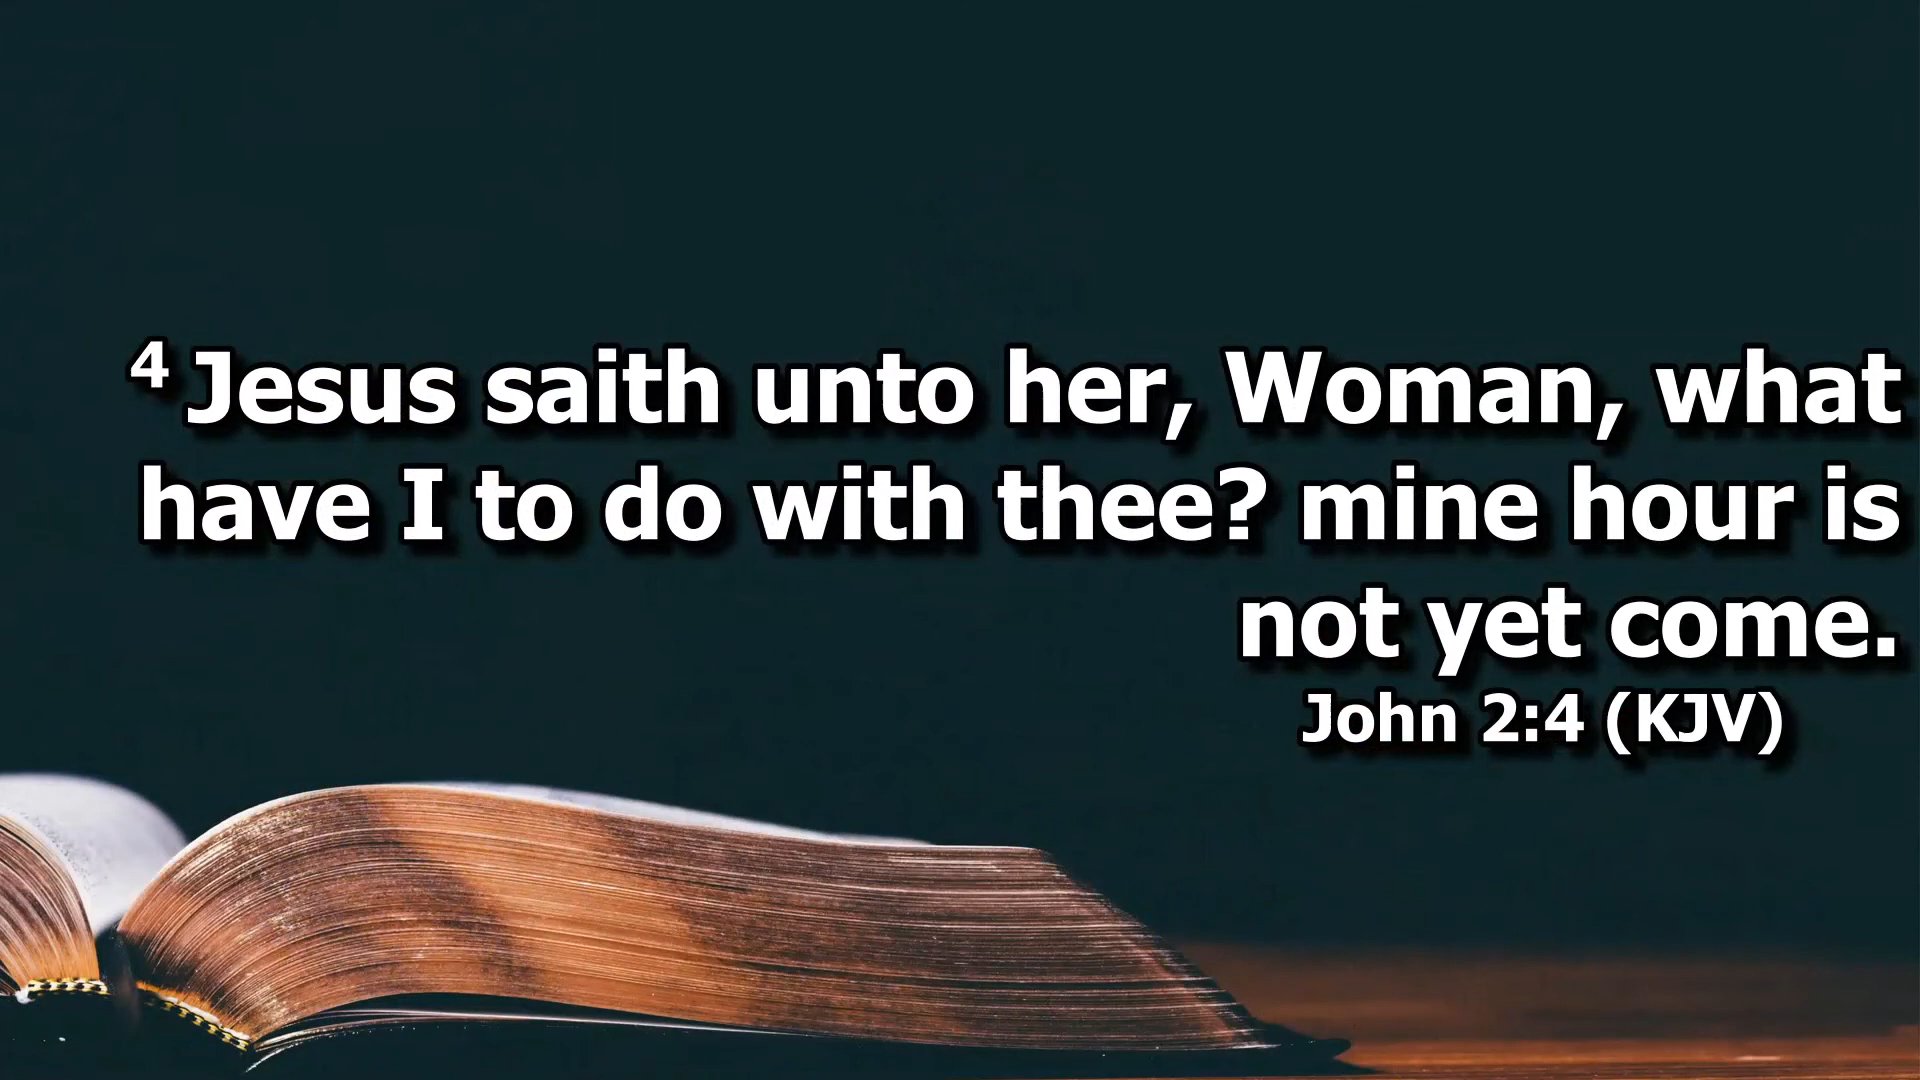 4 Jesus saith unto her, Woman, what
have I to do with thee? mine hour is
not yet come.
John 2:4 (KJV)